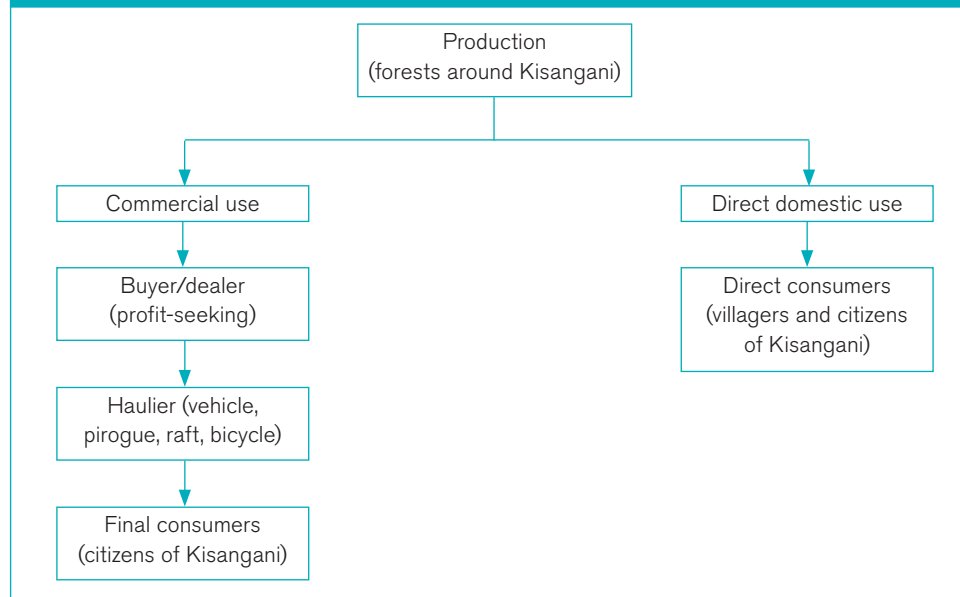 Production
(forests around Kisangani)
Commercial use
Direct domestic use
Buyer/dealer
(profit-seeking)
Direct consumers
(villagers and citizens
of Kisangani)
Haulier (vehicle,
pirogue, raft, bicycle)
Final consumers
(citizens of Kisangani)